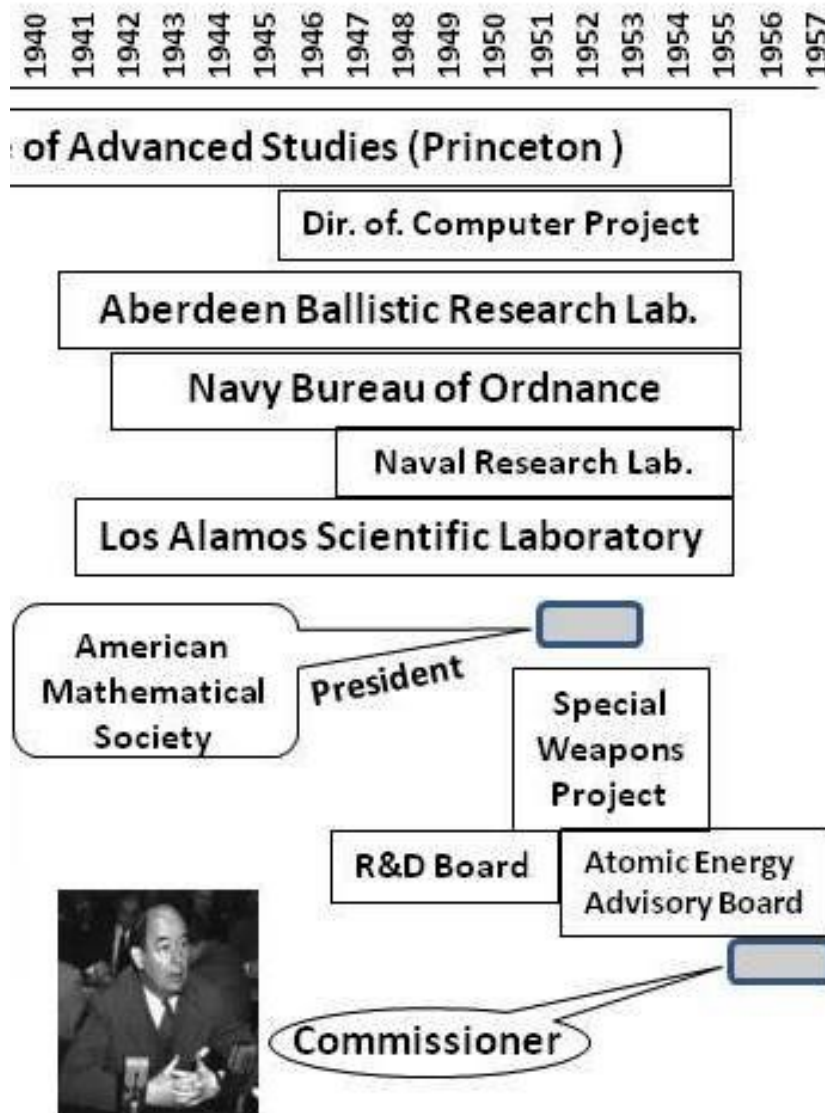 1940 1941 1942 1943 1944 1945 1946 1947 1948 1949 1950 1951 1952 1953 1954 1955 1956 1957
of Advanced Studies (Princeton )
Dir. of. Computer Project
Aberdeen Ballistic Research Lab.
Navy Bureau of Ordnance
Naval Research Lab.
Los Alamos Scientific Laboratory
American
Mathematical
Society
President
Special
Weapons
Project
R&D Board
Atomic Energy
Advisory Board
Commissioner